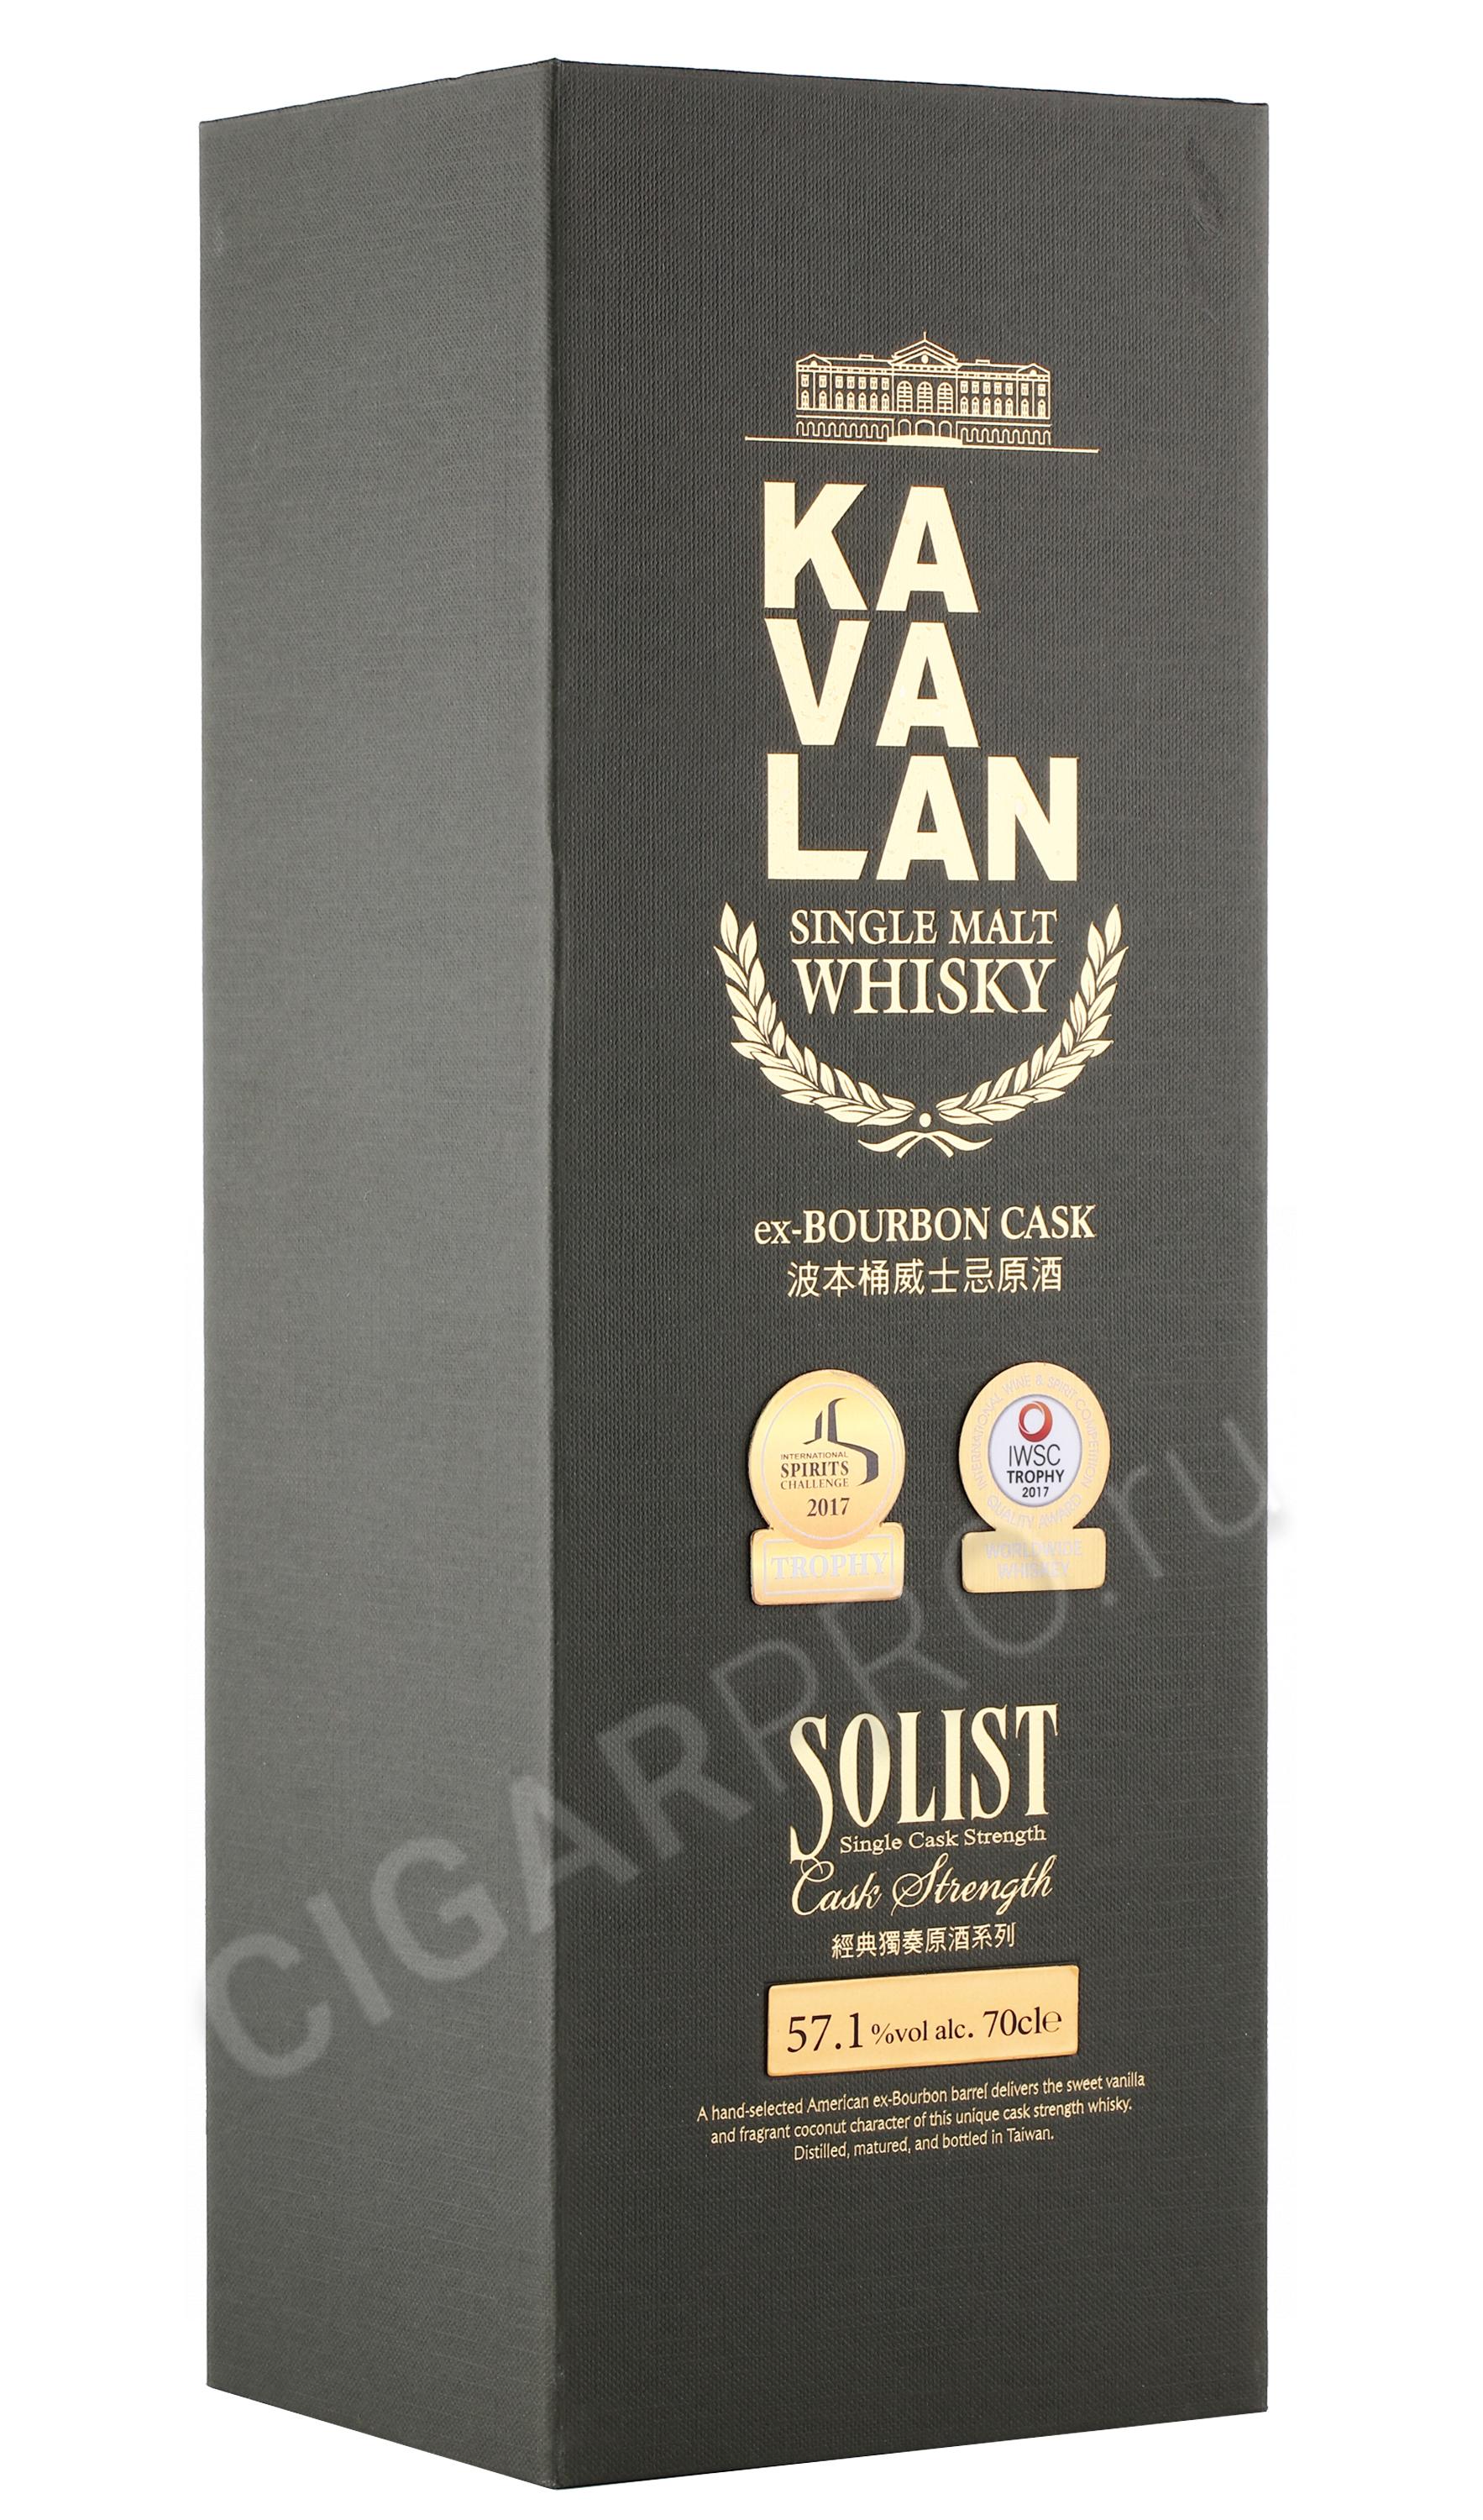 KA
VA
LAN
SINGLE MALT
WHISKY
ex-BOURBON CASK
波本桶威士忌原酒
INTERNATIONAL
SPIRITS
CHALLENGE
2017
TROPHY
INTERNATIONAL WINE & SPIRIT COMPETITION
IWSC
TROPHY
2017
QUALITY AWARD
WORLDWIDE
WHISKEY
SOLIST
Single Cask Strength
Cask Strength
經典獨奏原酒系列
57.1%vol alc. 70cl℮
A hand-selected American ex-Bourbon barrel delivers the sweet vanilla
and fragrant coconut character of this unique cask strength whisky.
Distilled, matured, and bottled in Taiwan.
CIGARPRO.ru